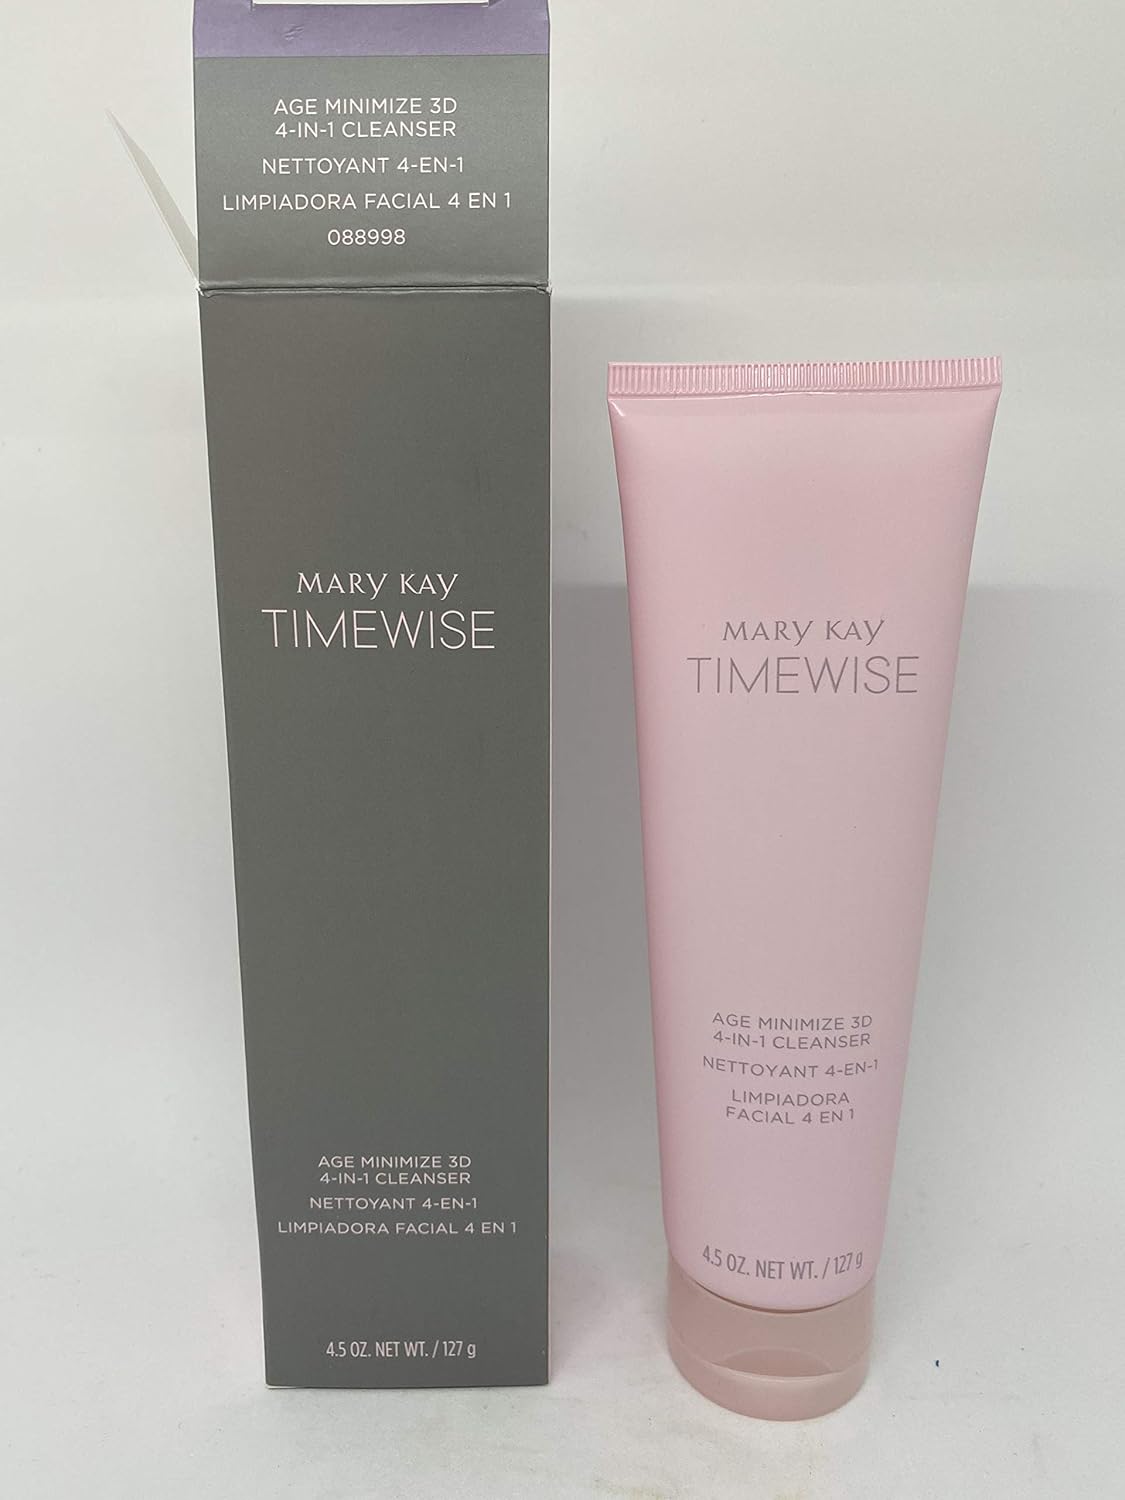 AGE MINIMIZE 3D
4-IN-1 CLEANSER
NETTOYANT 4-EN-1
LIMPIADORA FACIAL 4 EN 1
088998
MARY KAY
TIMEWISE
AGE MINIMIZE 3D
4-IN-1 CLEANSER
NETTOYANT 4-EN-1
LIMPIADORA FACIAL 4 EN 1
4.5 OZ. NET WT. / 127 g
MARY KAY
TIMEWISE
AGE MINIMIZE 3D
4-IN-1 CLEANSER
NETTOYANT 4-EN-1
LIMPIADORA
FACIAL 4 EN 1
4.5 OZ. NET WT. / 127 g